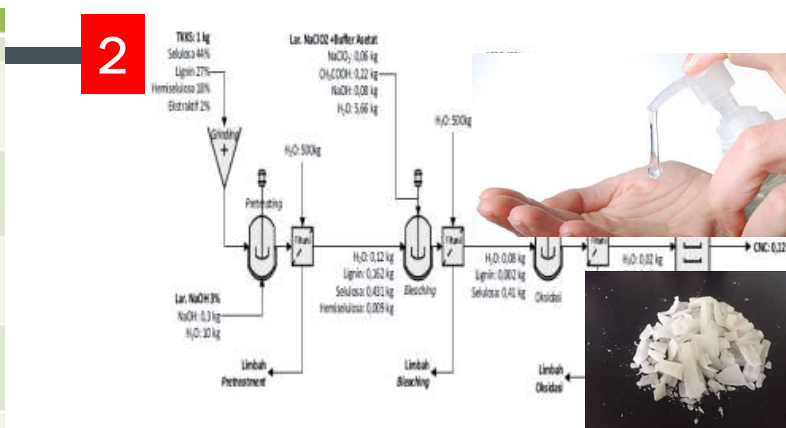 2
TKKS: 1 kg
Selulosa 44%
Lignin 27%
Hemiselulosa 18%
Ekstraktif 2%
Grinding
Lar. NaClO2 +Buffer Asetat
NaClO₂: 0,06 kg
CH₃COOH: 0,22 kg
NaOH: 0,08 kg
H₂O: 5,66 kg
H₂O: 500kg
H₂O: 500kg
Pretreating
Filtrasi
Filtrasi
Filtrasi
H₂O: 0,12 kg
Lignin: 0,162 kg
Selulosa: 0,431 kg
Hemiselulosa: 0,009 kg
Bleaching
H₂O: 0,08 kg
Lignin: 0,002 kg
Selulosa: 0,41 kg
Oksidasi
H₂O: 0,02 kg
CNC: 0,12
Lar. NaOH 3%
NaOH: 0,3 kg
H₂O: 10 kg
Limbah
Pretreatment
Limbah
Bleaching
Limbah
Oksidasi